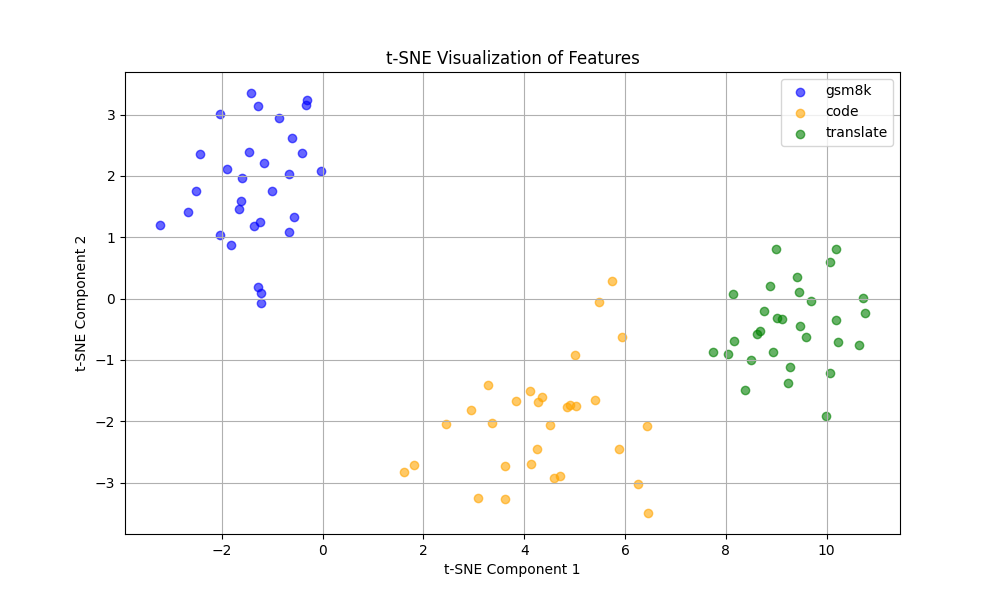 t-SNE Visualization of Features
gsm8k
code
translate
t-SNE Component 2
3
2
1
0
−1
−2
−3
−2
0
2
4
6
8
10
t-SNE Component 1